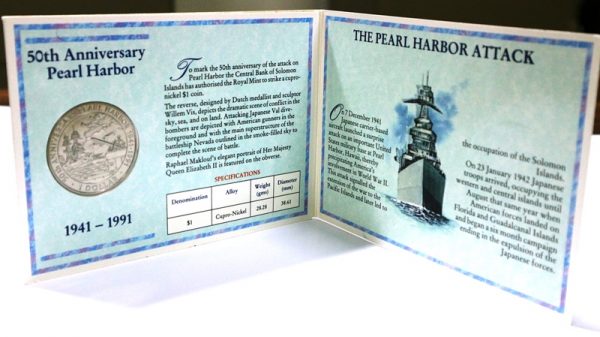 50th Anniversary
Pearl Harbor
1941 – 1991
To mark the 50th anniversary of the attack on
Pearl Harbor the Central Bank of Solomon
Islands has authorised the Royal Mint to strike a cupro-
nickel $1 coin.
The reverse, designed by Dutch medallist and sculptor
Willem Vis, depicts the dramatic scene of conflict in the
sky, sea, and on land. Attacking Japanese Val dive-
bombers are depicted with American gunners in the
foreground and with the main superstructure of the
battleship Nevada outlined in the smoke-filled sky to
complete the scene of battle.
Raphael Maklouf's elegant portrait of Her Majesty
Queen Elizabeth II is featured on the obverse.
SPECIFICATIONS
Denomination Alloy Weight (gms) Diameter (mm)
$1 Cupro-Nickel 28.28 38.61
THE PEARL HARBOR ATTACK
On 7 December 1941
Japanese carrier-based
aircraft launched a surprise
attack on an important United
States military base at Pearl
Harbor, Hawaii, thereby
precipitating America's
involvement in World War II.
This attack signalled the
extension of the war to the
Pacific Islands and later led to
the occupation of the Solomon
Islands.
On 23 January 1942 Japanese
troops arrived, occupying the
western and central islands until
August that same year when
American forces landed on
Florida and Guadalcanal Islands
and began a six month campaign
ending in the expulsion of the
Japanese forces.